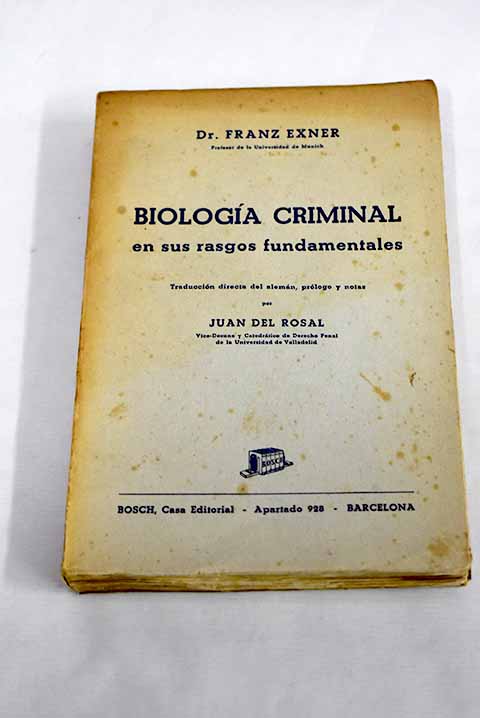 Dr. FRANZ EXNER
Profesor de la Universidad de Munich
BIOLOGÍA CRIMINAL
en sus rasgos fundamentales
Traducción directa del alemán, prólogo y notas
por
JUAN DEL ROSAL
Vice-Decano y Catedrático de Derecho Penal
de la Universidad de Valladolid
BOSCH
BOSCH, Casa Editorial - Apartado 928 - BARCELONA